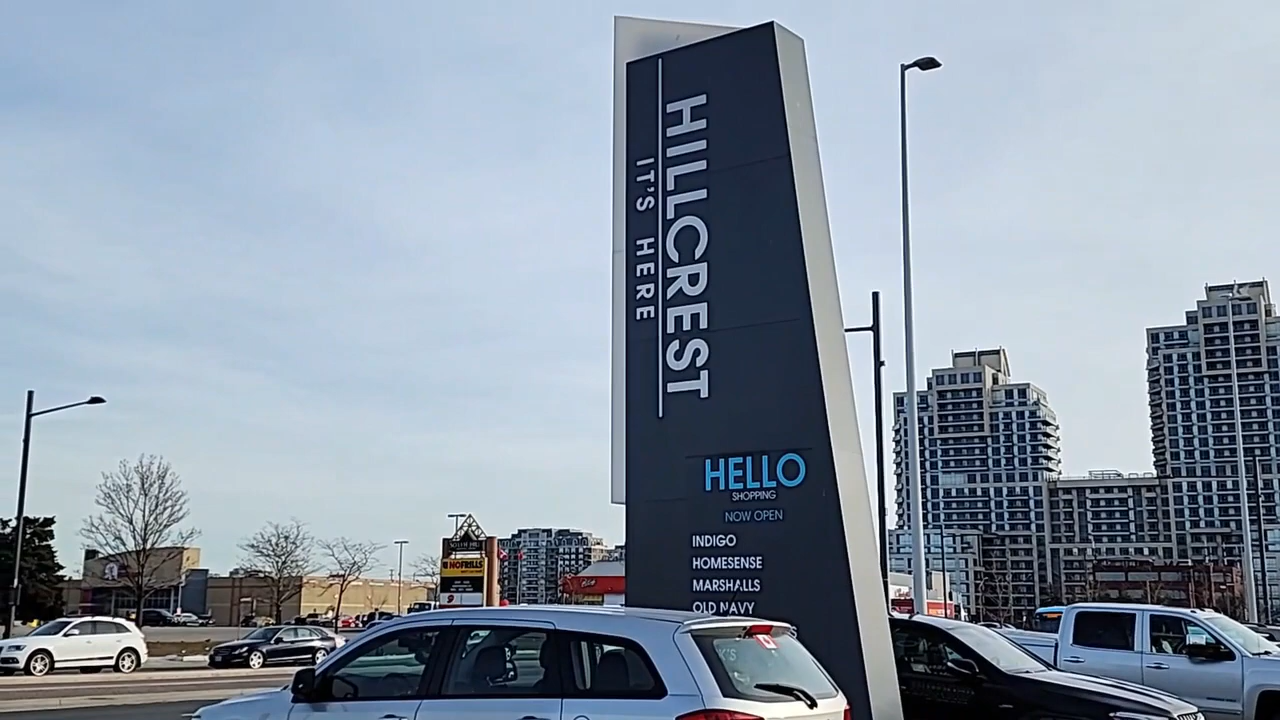 HILLCREST
IT'S HERE
HELLO
SHOPPING
NOW OPEN
INDIGO
HOMESENSE
MARSHALLS
OLD NAVY
NOFRILLS